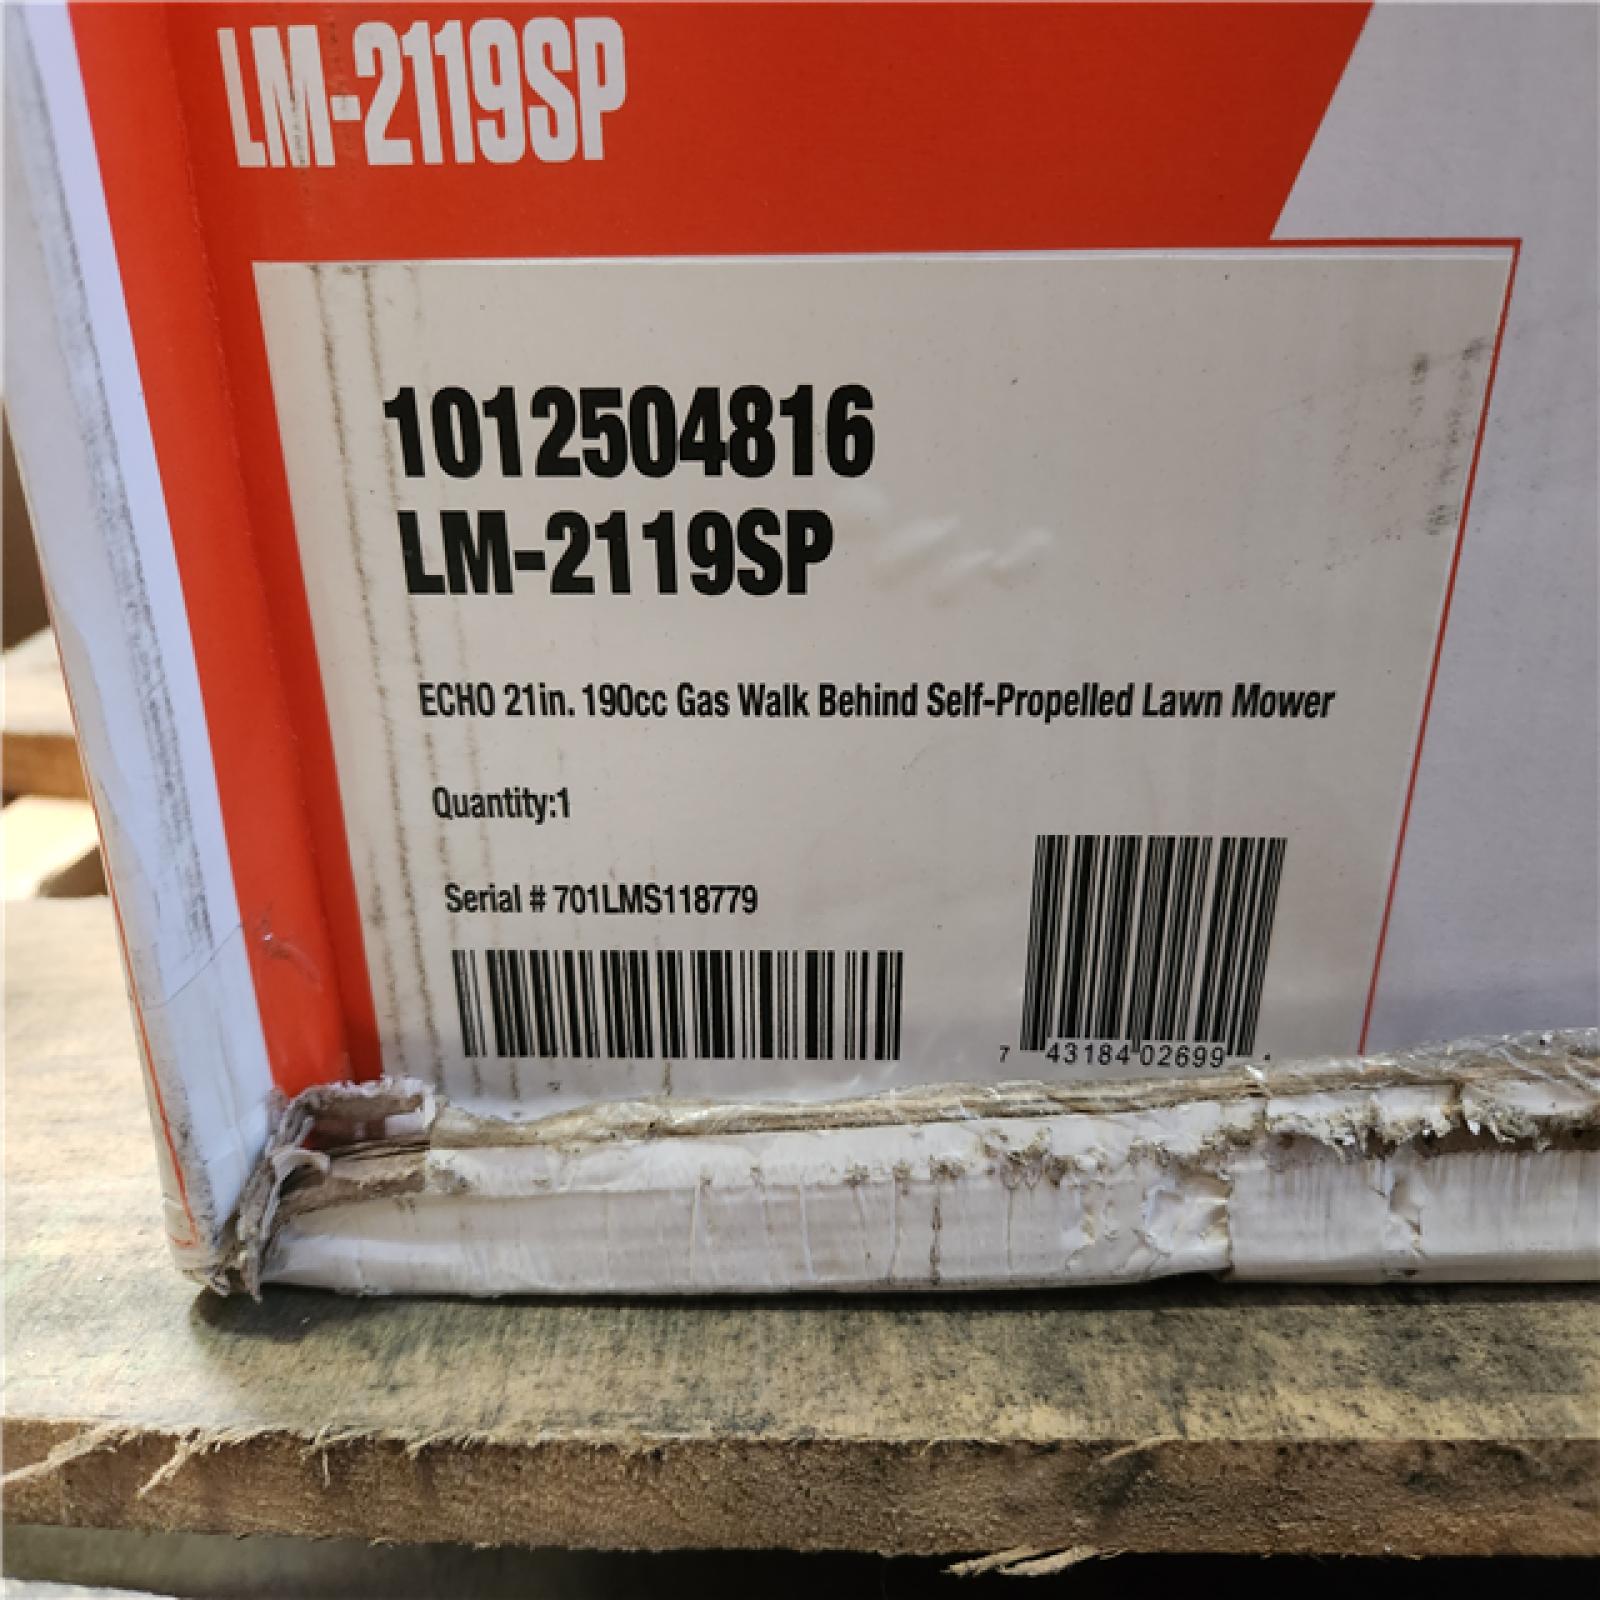 LM-2119SP
1012504816
LM-2119SP
ECHO 21in. 190cc Gas Walk Behind Self-Propelled Lawn Mower
Quantity:1
Serial # 701LMS118779
7 43184 02699